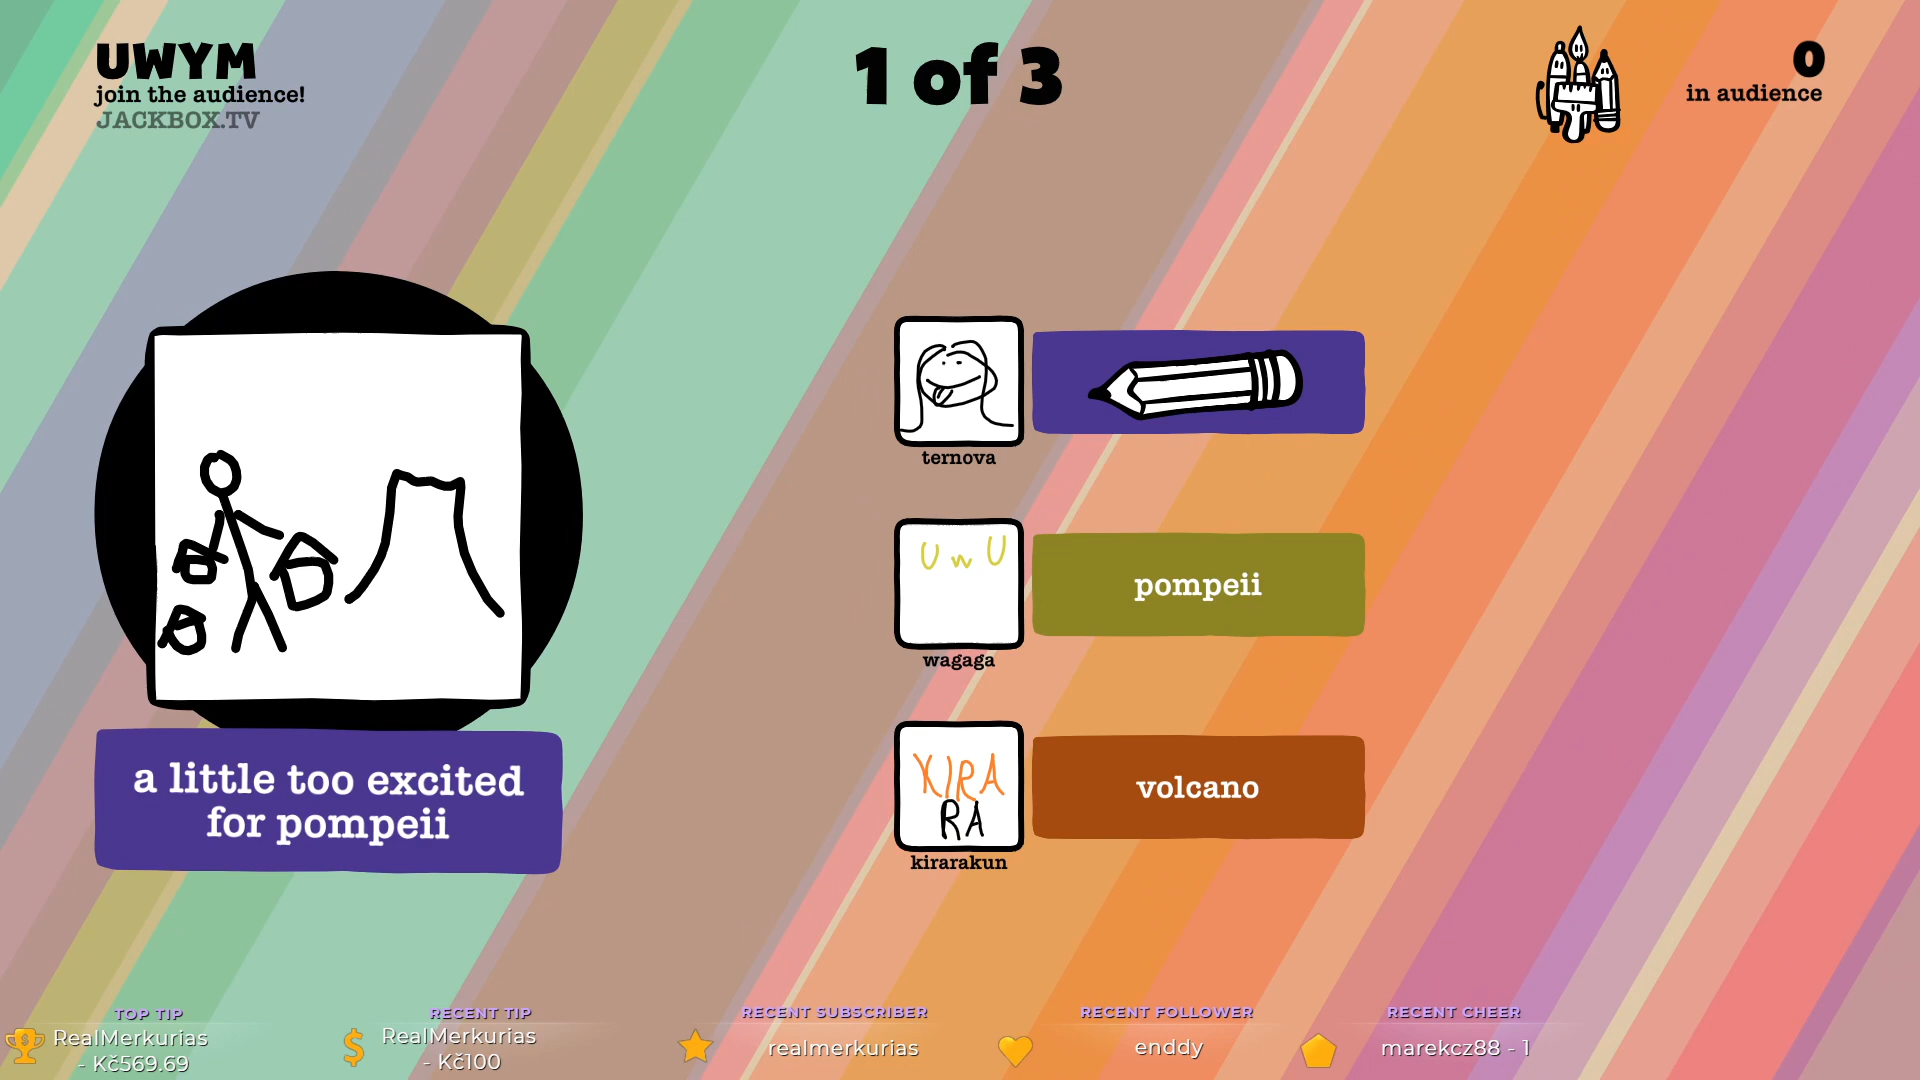 UWYM
join the audience!
JACKBOX.TV
1 of 3
0
in audience
a little too excited
for pompeii
ternova
U w U
wagaga
pompeii
KIRA
RA
kirarakun
volcano
TOP TIP
RealMerkurias
- Kč569.69
RECENT TIP
RealMerkurias
- Kč100
RECENT SUBSCRIBER
realmerkurias
RECENT FOLLOWER
enddy
RECENT CHEER
marekcz88 - 1